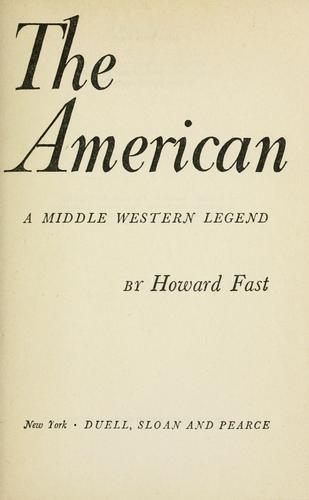 The
American
A MIDDLE WESTERN LEGEND
BY Howard Fast
New York · DUELL, SLOAN AND PEARCE